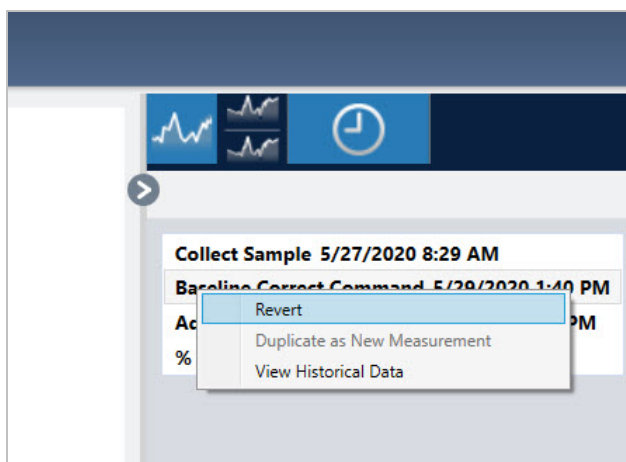 Collect Sample 5/27/2020 8:29 AM
Baseline Correct Command 5/29/2020 1:40 PM
PM
%
Revert
Duplicate as New Measurement
View Historical Data